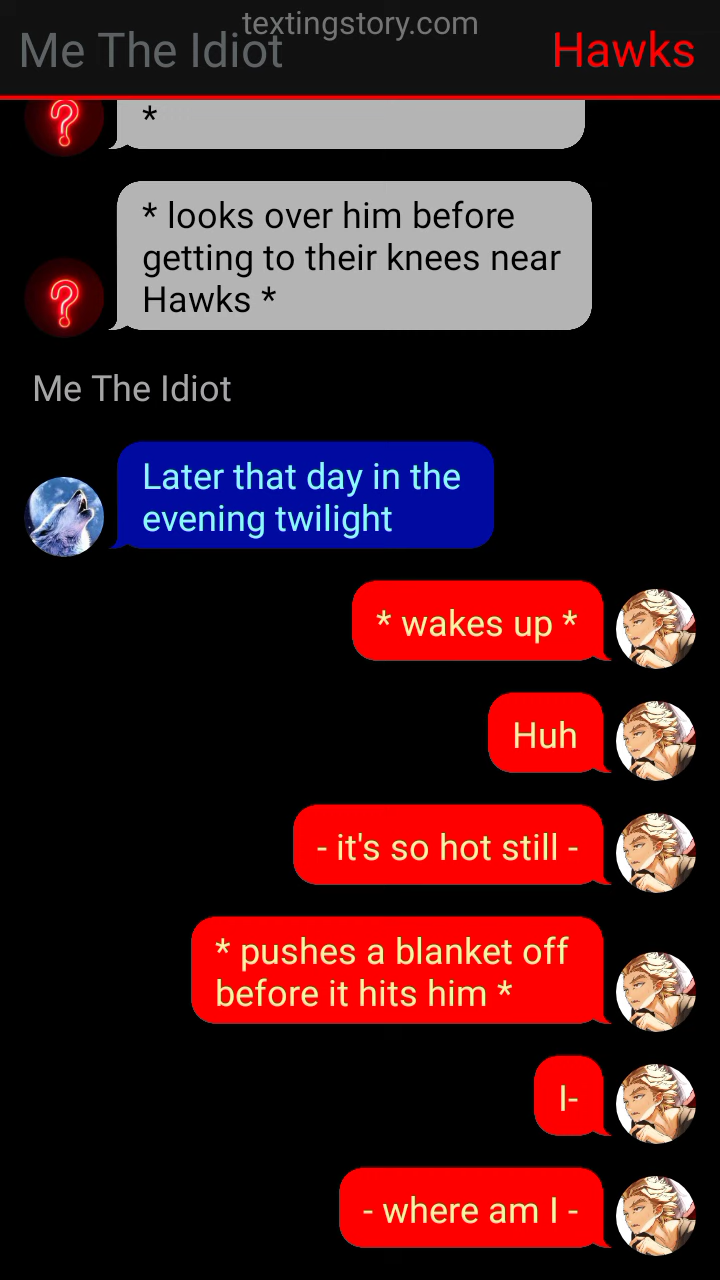 textingstory.com
Me The Idiot
Hawks
*
* looks over him before
getting to their knees near
Hawks *
Me The Idiot
Later that day in the
evening twilight
* wakes up *
Huh
- it's so hot still -
* pushes a blanket off
before it hits him *
I-
- where am I -